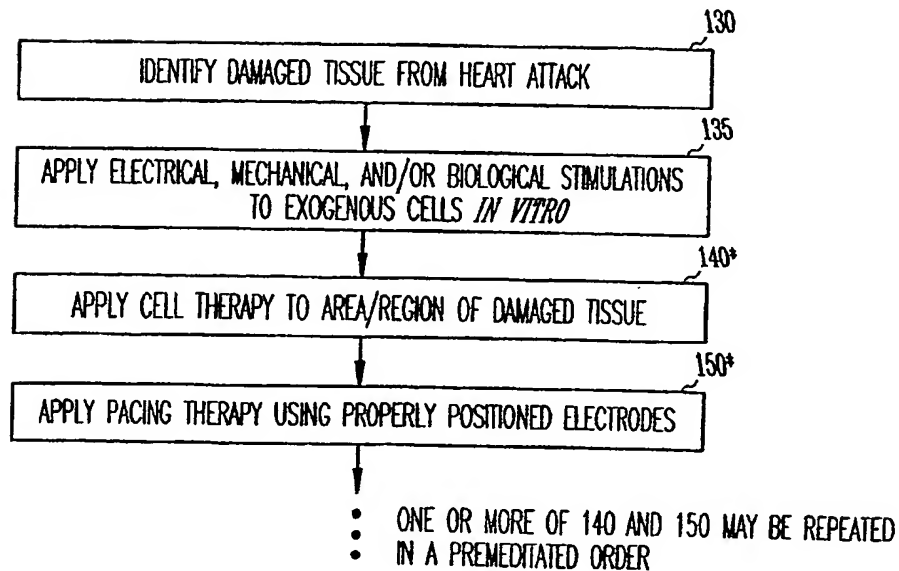 130
IDENTIFY DAMAGED TISSUE FROM HEART ATTACK
135
APPLY ELECTRICAL, MECHANICAL, AND/OR BIOLOGICAL STIMULATIONS
TO EXOGENOUS CELLS IN VITRO
140*
APPLY CELL THERAPY TO AREA/REGION OF DAMAGED TISSUE
150*
APPLY PACING THERAPY USING PROPERLY POSITIONED ELECTRODES
ONE OR MORE OF 140 AND 150 MAY BE REPEATED
IN A PREMEDITATED ORDER